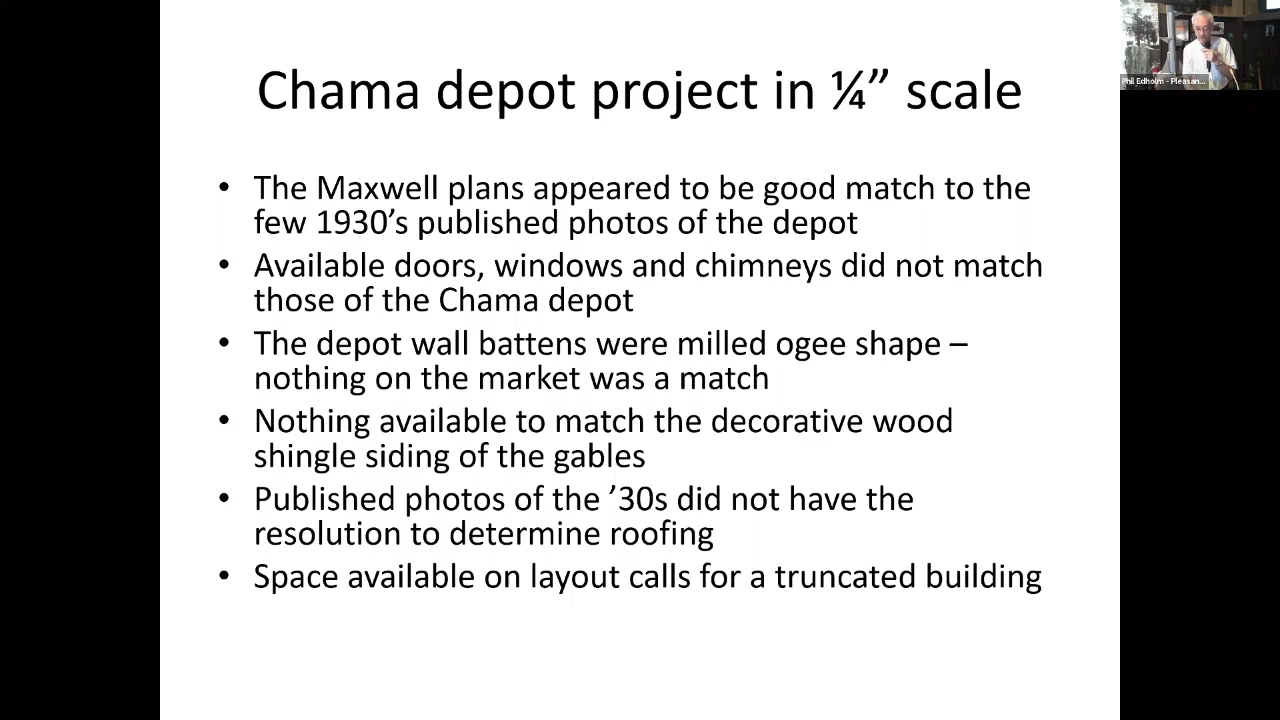 Chama depot project in ¼” scale
• The Maxwell plans appeared to be good match to the
few 1930’s published photos of the depot
• Available doors, windows and chimneys did not match
those of the Chama depot
• The depot wall battens were milled ogee shape –
nothing on the market was a match
• Nothing available to match the decorative wood
shingle siding of the gables
• Published photos of the ’30s did not have the
resolution to determine roofing
• Space available on layout calls for a truncated building
Phil Edholm - Pleasan...